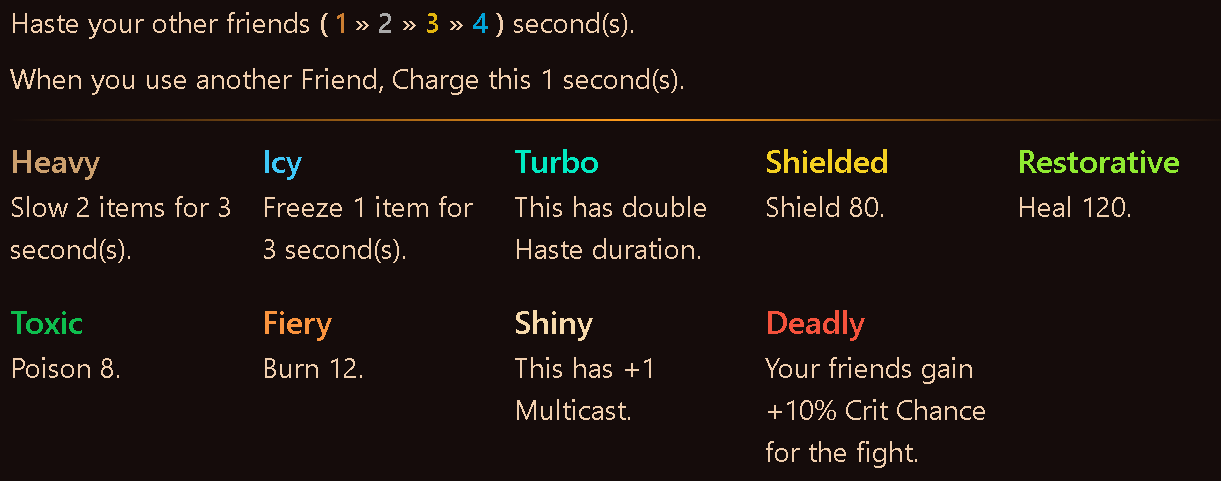 Haste your other friends ( 1 » 2 » 3 » 4 ) second(s).
When you use another Friend, Charge this 1 second(s).
Heavy
Slow 2 items for 3
second(s).
Icy
Freeze 1 item for
3 second(s).
Turbo
This has double
Haste duration.
Shielded
Shield 80.
Restorative
Heal 120.
Toxic
Poison 8.
Fiery
Burn 12.
Shiny
This has +1
Multicast.
Deadly
Your friends gain
+10% Crit Chance
for the fight.